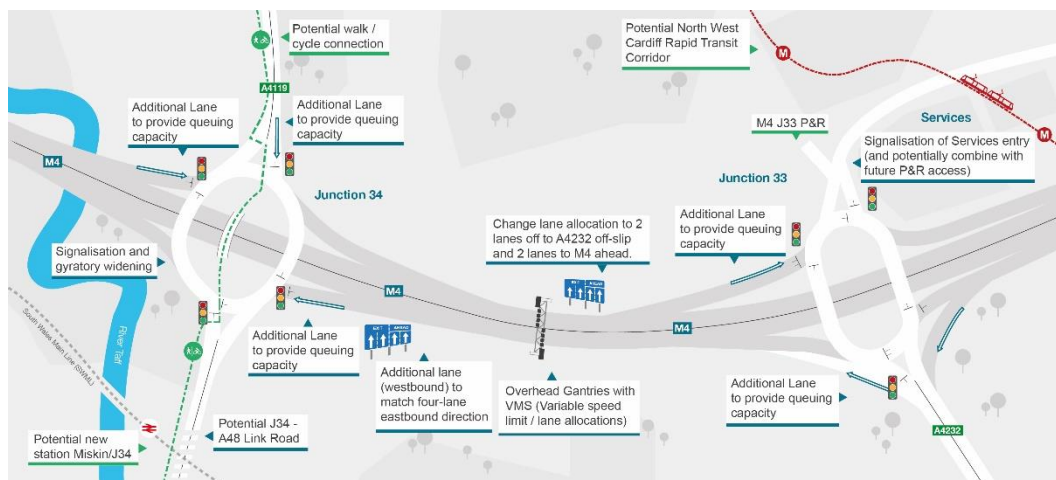 Potential walk /
cycle connection
A4119
Additional Lane
to provide queuing
capacity
Additional Lane
to provide queuing
capacity
M4
Junction 34
Signalisation and
gyratory widening
South Wales Main Line (SWML)
River Taff
Potential new
station Miskin/J34
Potential J34 -
A48 Link Road
Additional Lane
to provide queuing
capacity
M4
EXIT
AHEAD
Additional lane
(westbound) to
match four-lane
eastbound direction
Change lane allocation to 2
lanes off to A4232 off-slip
and 2 lanes to M4 ahead.
EXIT
AHEAD
Overhead Gantries with
VMS (Variable speed
limit / lane allocations)
M4
Potential North West
Cardiff Rapid Transit
Corridor
M
M
M4 J33 P&R
Services
Signalisation of Services entry
(and potentially combine with
future P&R access)
Junction 33
Additional Lane
to provide queuing
capacity
M4
Additional Lane
to provide queuing
capacity
A4232